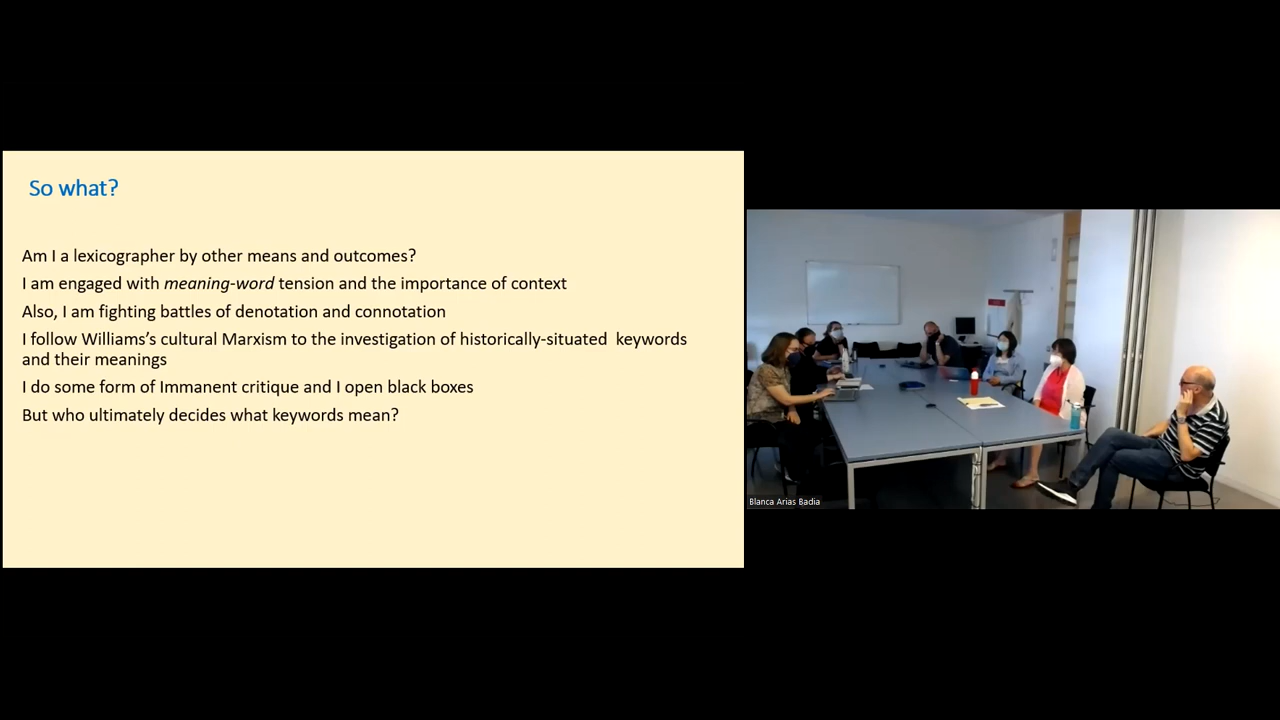 So what?
Am I a lexicographer by other means and outcomes?
I am engaged with meaning-word tension and the importance of context
Also, I am fighting battles of denotation and connotation
I follow Williams's cultural Marxism to the investigation of historically-situated  keywords
and their meanings
I do some form of Immanent critique and I open black boxes
But who ultimately decides what keywords mean?
Blanca Arias Badia